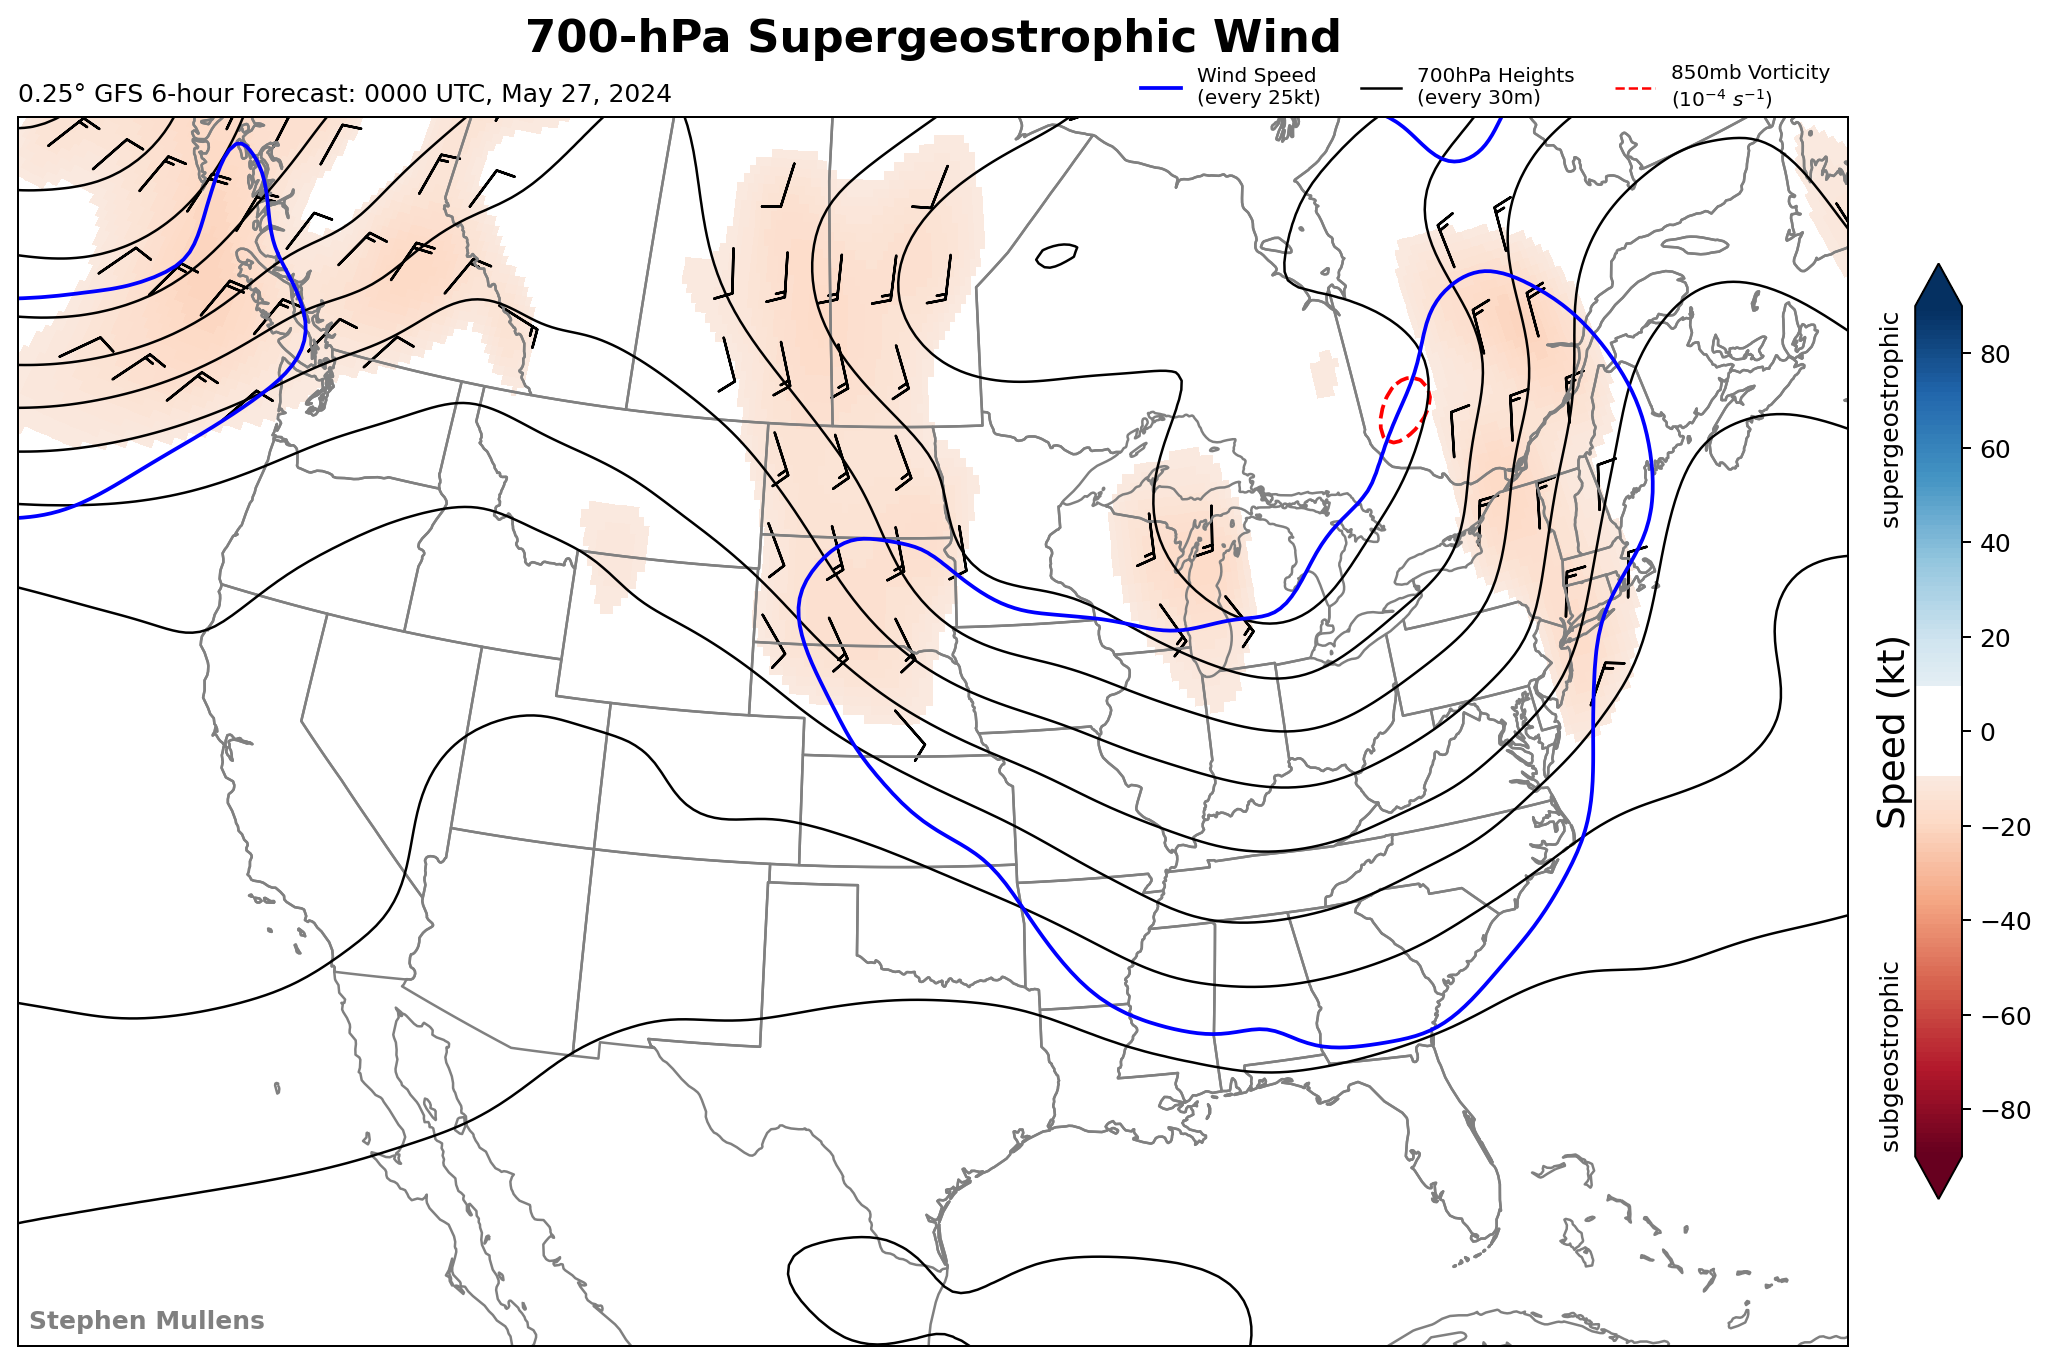 700-hPa Supergeostrophic Wind
0.25° GFS 6-hour Forecast: 0000 UTC, May 27, 2024
Wind Speed
(every 25kt)
700hPa Heights
(every 30m)
850mb Vorticity
(10⁻⁴ s⁻¹)
supergeostrophic
Speed (kt)
subgeostrophic
80
60
40
20
0
−20
−40
−60
−80
Stephen Mullens